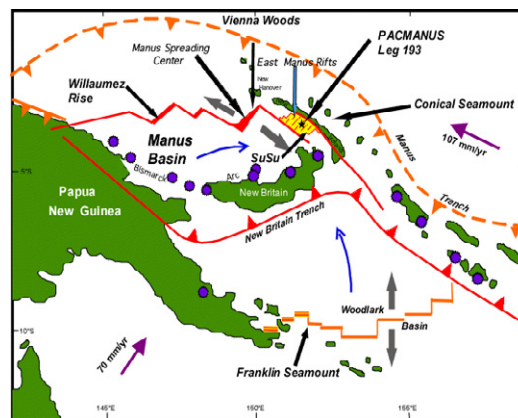 Vienna Woods
Manus Spreading
Center
East Manus Rifts
New
Hanover
PACMANUS
Leg 193
Willaumez
Rise
Conical Seamount
Manus
Basin
SuSu
Manus
Trench
107 mm/yr
5°S
Bismarck
Arc
New Britain
Papua
New Guinea
New Britain Trench
Woodlark
Basin
10°S
70 mm/yr
Franklin Seamount
145°E
160°E
165°E